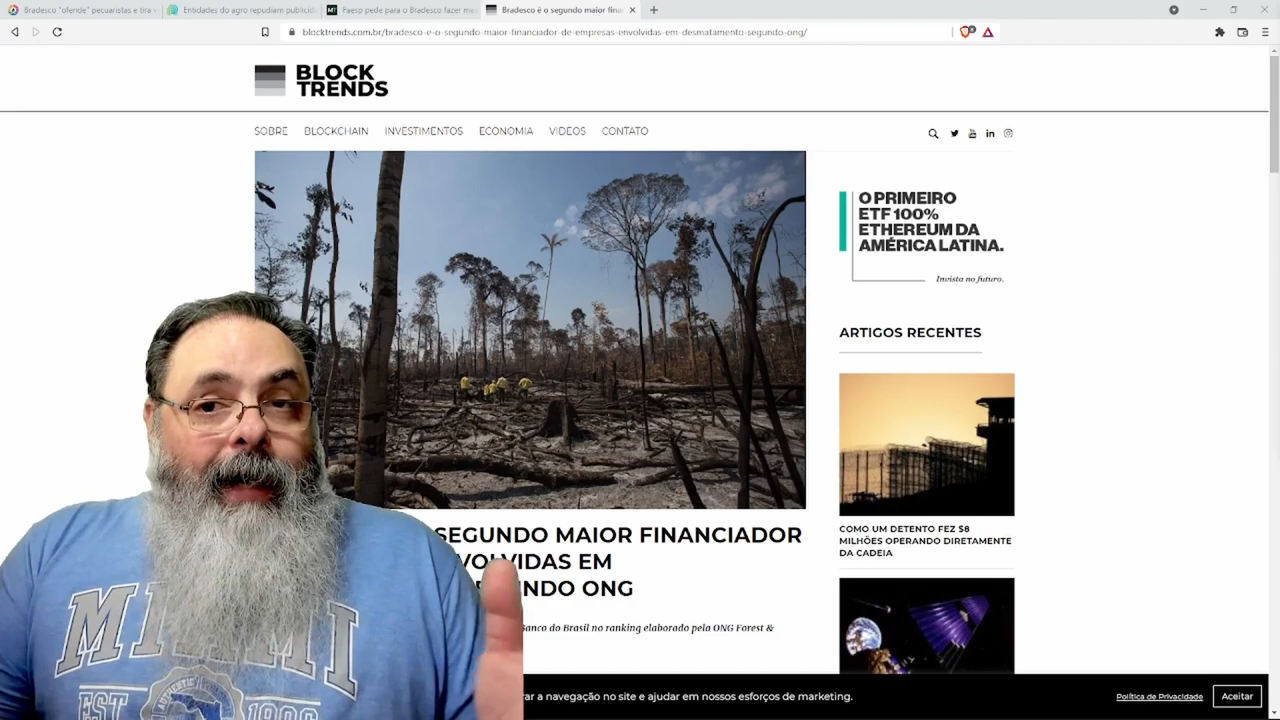 Bradesco "ofende" pecuaristas e tra
Entidades do agro repudiam publicid
Faesp pede para o Bradesco fazer me
Bradesco é o segundo maior fina
blocktrends.com.br/bradesco-e-o-segundo-maior-financiador-de-empresas-envolvidas-em-desmatamento-segundo-ong/
BLOCK
TRENDS
SOBRE BLOCKCHAIN INVESTIMENTOS ECONOMIA VIDEOS CONTATO
O PRIMEIRO
ETF 100%
ETHEREUM DA
AMÉRICA LATINA.
Invista no futuro.
ARTIGOS RECENTES
COMO UM DETENTO FEZ $8
MILHÕES OPERANDO DIRETAMENTE
DA CADEIA
SEGUNDO MAIOR FINANCIADOR
VOLVIDAS EM
NDO ONG
Banco do Brasil no ranking elaborado pela ONG Forest &
rar a navegação no site e ajudar em nossos esforços de marketing.
Política de Privacidade
Aceitar